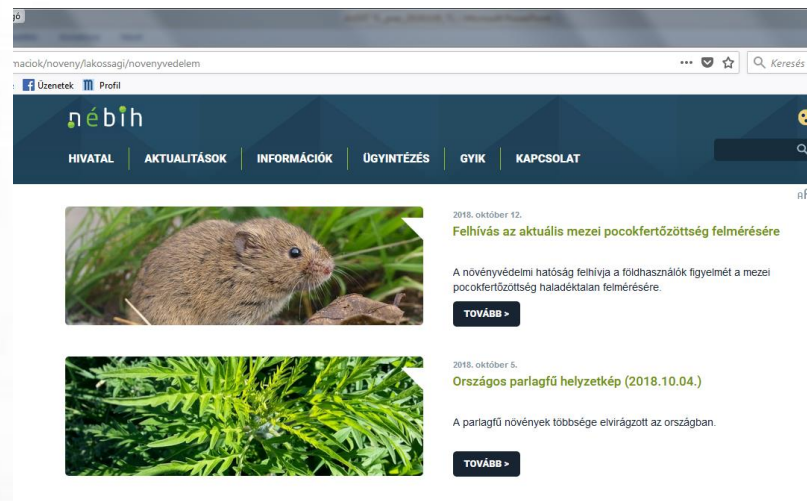 maciok/noveny/lakossagi/novenyvedelem
Keresés
Üzenetek Profil
nébih
HIVATAL AKTUALITÁSOK INFORMÁCIÓK ÜGYINTÉZÉS GYIK KAPCSOLAT
2018. október 12.
Felhívás az aktuális mezei pocokfertőzöttség felmérésére
A növényvédelmi hatóság felhívja a földhasználók figyelmét a mezei
pocokfertőzöttség haladéktalan felmérésére.
TOVÁBB >
2018. október 5.
Országos parlagfű helyzetkép (2018.10.04.)
A parlagfű növények többsége elvirágzott az országban.
TOVÁBB >